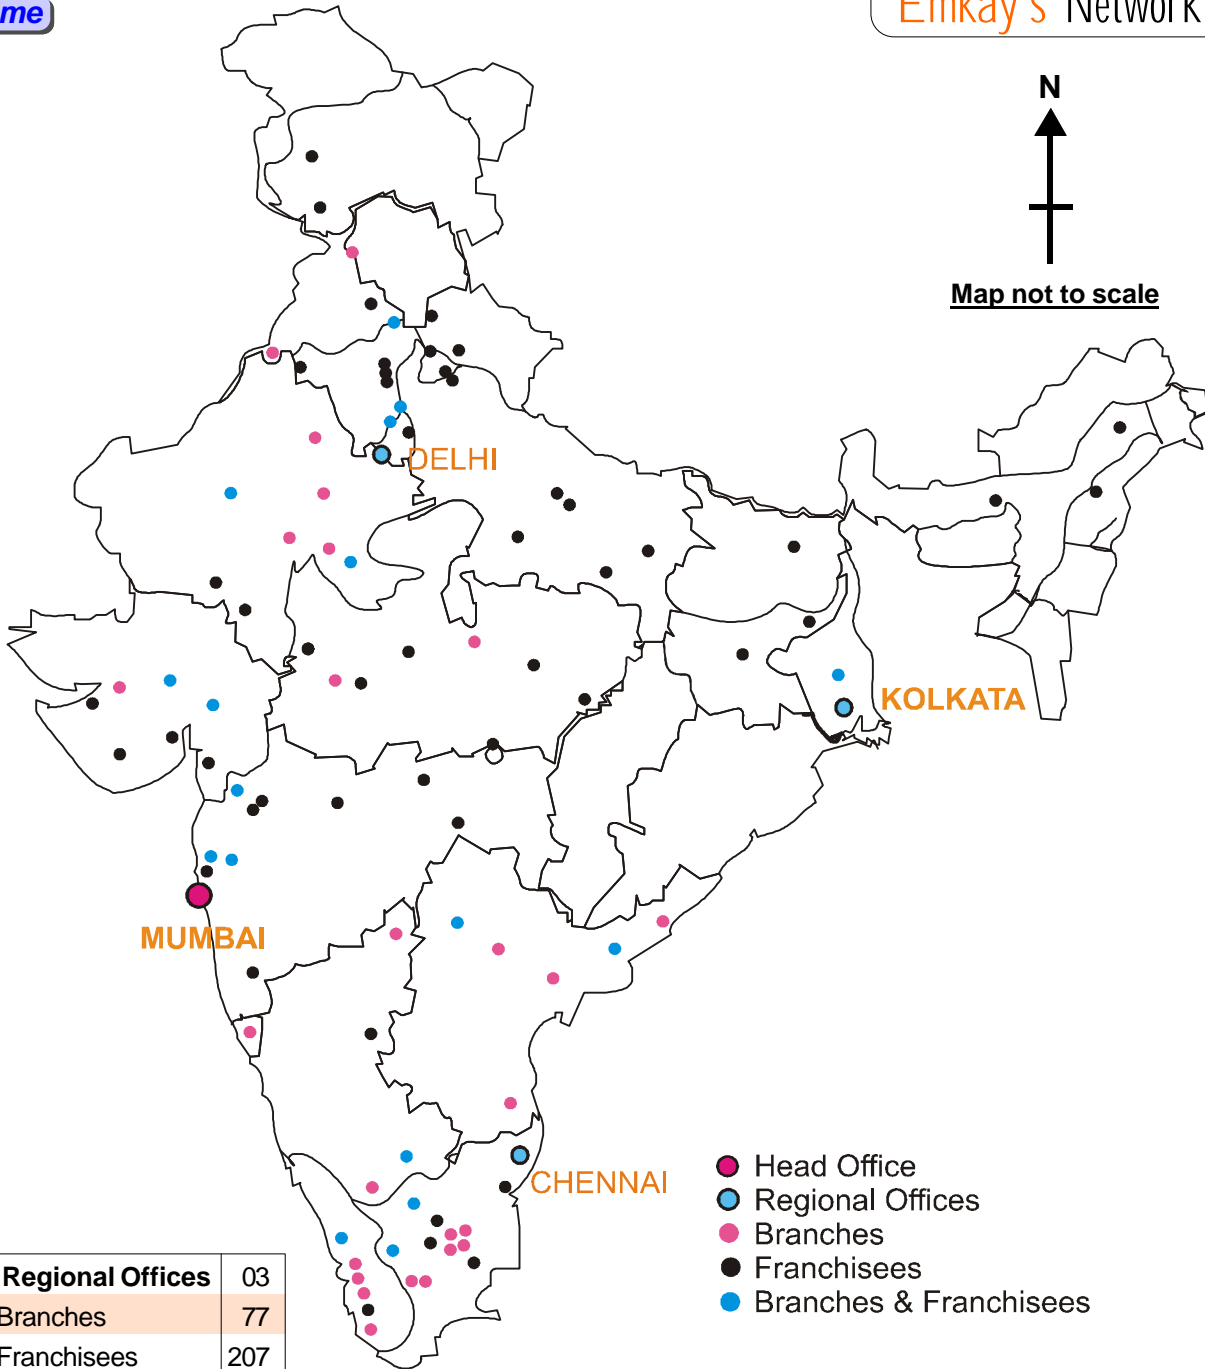 me
Emkay's Network
N
Map not to scale
DELHI
KOLKATA
MUMBAI
CHENNAI
Head Office
Regional Offices
Branches
Franchisees
Branches & Franchisees
Regional Offices 03
Branches 77
Franchisees 207